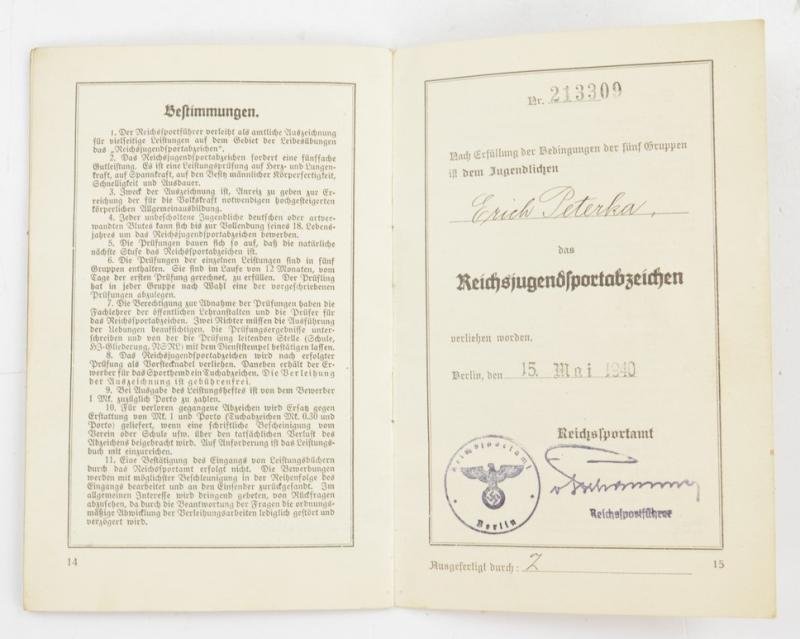 Bestimmungen.
1. Der Reichssportführer verleiht als amtliche Auszeichnung
für vielseitige Leistungen auf dem Gebiet der Leibesübungen
das „Reichsjugendsportabzeichen“.
2. Das Reichsjugendsportabzeichen fordert eine fünffache
Gutleistung. Es ist eine Leistungsprüfung auf Herz- und Lungen-
kraft, auf Spannkraft, auf den Besitz männlicher Körperfertigkeit,
Schnelligkeit und Ausdauer.
3. Zweck der Auszeichnung ist, Anreiz zu geben zur Er-
reichung der für die Volkskraft notwendigen hochgesteigerten
körperlichen Allgemeinausbildung.
4. Jeder unbescholtene Jugendliche deutschen oder artver-
wandten Blutes kann sich bis zur Vollendung seines 18. Lebens-
jahres um das Reichsjugendsportabzeichen bewerben.
5. Die Prüfungen bauen sich so auf, daß die natürliche
nächste Stufe das Reichssportabzeichen ist.
6. Die Prüfungen der einzelnen Leistungen sind in fünf
Gruppen enthalten. Sie sind im Laufe von 12 Monaten, vom
Tage der ersten Prüfung gerechnet, zu erfüllen. Der Prüfling
hat in jeder Gruppe nach Wahl eine der vorgeschriebenen
Prüfungen abzulegen.
7. Die Berechtigung zur Abnahme der Prüfungen haben die
Fachlehrer der öffentlichen Lehranstalten und die Prüfer für
das Reichssportabzeichen. Zwei Richter müssen die Ausführung
der Uebungen beaufsichtigen, die Prüfungsergebnisse unter-
schreiben und von der die Prüfung leitenden Stelle (Schule,
HJ-Gliederung, NSRL) mit dem Dienststempel bestätigen lassen.
8. Das Reichsjugendsportabzeichen wird nach erfolgter
Prüfung als Vorstecknadel verliehen. Daneben erhält der Er-
werber für das Sporthemd ein Tuchabzeichen. Die Verleihung
der Auszeichnung ist gebührenfrei.
9. Bei Ausgabe des Leistungsheftes ist von dem Bewerber
1 Mk. zuzüglich Porto zu zahlen.
10. Für verloren gegangene Abzeichen wird Ersatz gegen
Erstattung von Mk. 1 und Porto (Tuchabzeichen Mk. 0.30 und
Porto) geliefert, wenn eine schriftliche Bescheinigung vom
Verein oder Schule usw. über den tatsächlichen Verlust des
Abzeichens beigebracht wird. Auf Anforderung ist das Leistungs-
buch mit einzureichen.
11. Eine Bestätigung des Eingangs von Leistungsbüchern
durch das Reichssportamt erfolgt nicht. Die Bewerbungen
werden mit möglichster Beschleunigung in der Reihenfolge des
Eingangs bearbeitet und an den Einsender zurückgesandt. Im
allgemeinen Interesse wird dringend gebeten, von Rückfragen
abzusehen, da durch die Beantwortung der Fragen die ordnungs-
mäßige Abwicklung der Verleihungsarbeiten lediglich gestört und
verzögert wird.
14
Nr. 213309
Nach Erfüllung der Bedingungen der fünf Gruppen
ist dem Jugendlichen
Erich Peterka,
das
Reichsjugendsportabzeichen
verliehen worden.
Berlin, den 15. Mai 1940
Reichssportamt
Reichssportamt
Berlin
v Tschammer
Reichssportführer
Ausgefertigt durch: Z
15